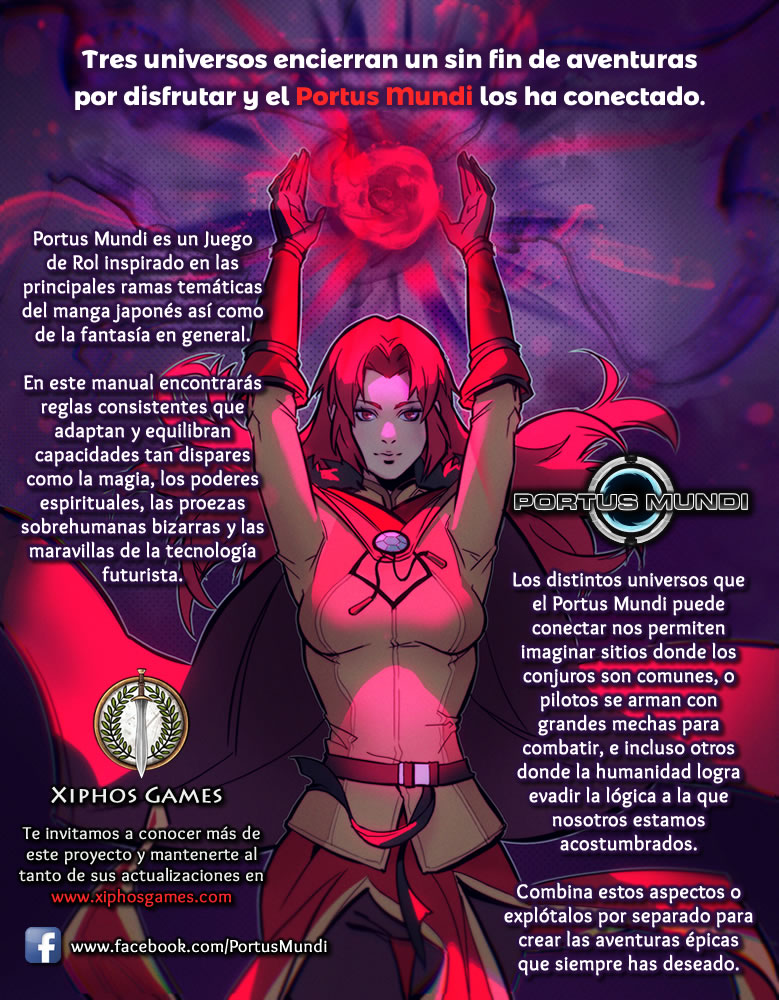 Tres universos encierran un sin fin de aventuras
por disfrutar y el Portus Mundi los ha conectado.
Portus Mundi es un Juego
de Rol inspirado en las
principales ramas temáticas
del manga japonés así como
de la fantasía en general.
En este manual encontrarás
reglas consistentes que
adaptan y equilibran
capacidades tan dispares
como la magia, los poderes
espirituales, las proezas
sobrehumanas bizarras y las
maravillas de la tecnología
futurista.
XIPHOS GAMES
Te invitamos a conocer más de
este proyecto y mantenerte al
tanto de sus actualizaciones en
www.xiphosgames.com
f www.facebook.com/PortusMundi
PORTUS MUNDI
Los distintos universos que
el Portus Mundi puede
conectar nos permiten
imaginar sitios donde los
conjuros son comunes, o
pilotos se arman con
grandes mechas para
combatir, e incluso otros
donde la humanidad logra
evadir la lógica a la que
nosotros estamos
acostumbrados.
Combina estos aspectos o
explótalos por separado para
crear las aventuras épicas
que siempre has deseado.